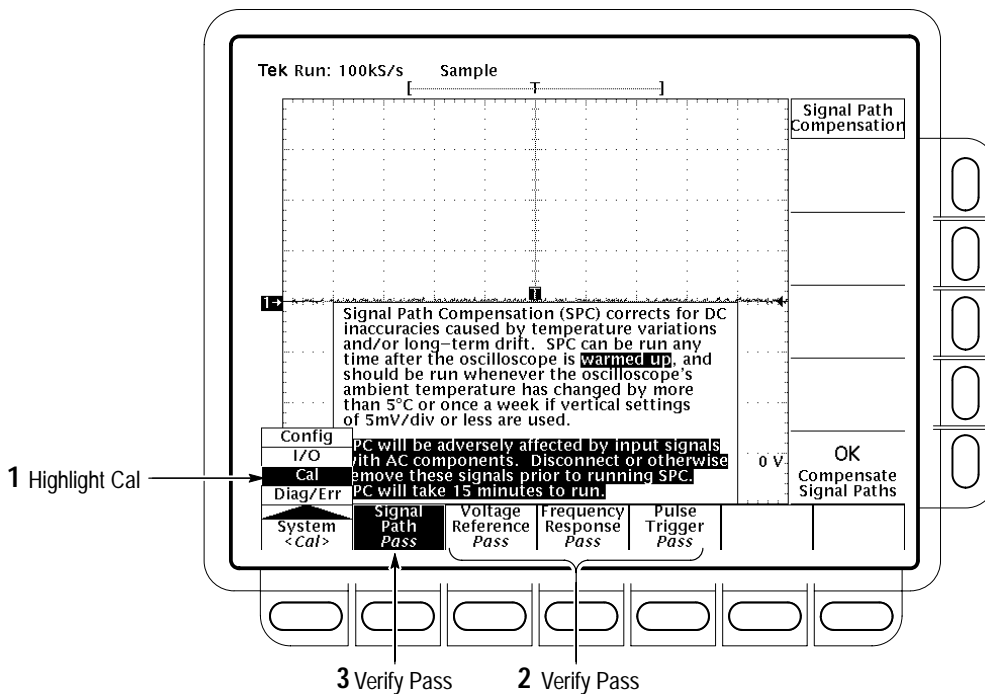 Tek Run: 100kS/s Sample
[ T ]
Signal Path
Compensation
T
1→
Signal Path Compensation (SPC) corrects for DC
inaccuracies caused by temperature variations
and/or long-term drift. SPC can be run any
time after the oscilloscope is warmed up, and
should be run whenever the oscilloscope's
ambient temperature has changed by more
than 5°C or once a week if vertical settings
of 5mV/div or less are used.
PC will be adversely affected by input signals
ith AC components. Disconnect or otherwise
emove these signals prior to running SPC.
PC will take 15 minutes to run.
0 V
OK
Compensate
Signal Paths
Config
I/O
Cal
Diag/Err
1 Highlight Cal
System
<Cal>
Signal
Path
Pass
Voltage
Reference
Pass
Frequency
Response
Pass
Pulse
Trigger
Pass
3 Verify Pass
2 Verify Pass